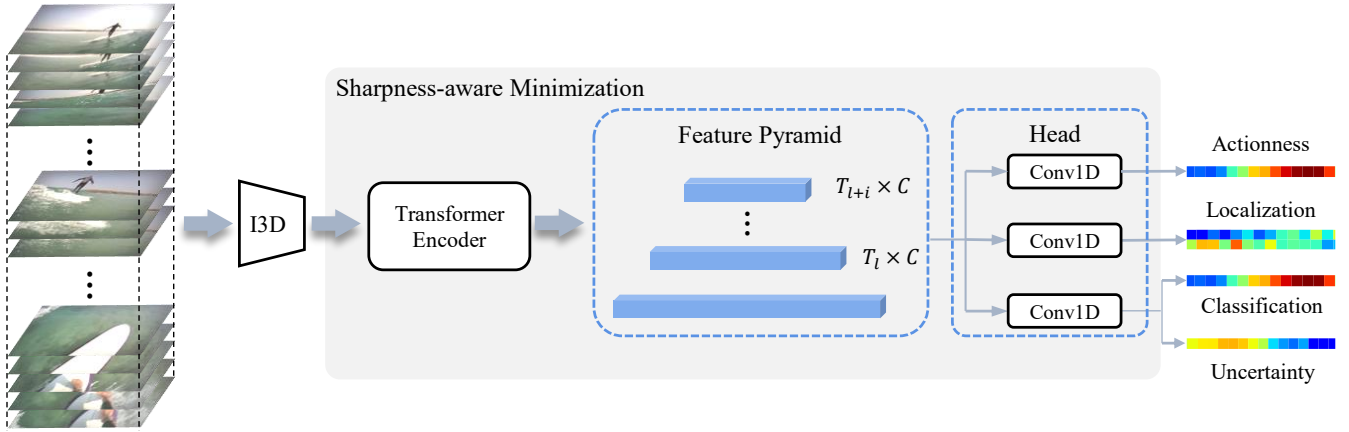 Sharpness-aware Minimization
I3D
Transformer
Encoder
Feature Pyramid
T_{l+i} × C
T_l × C
Head
Conv1D
Conv1D
Conv1D
Actionness
Localization
Classification
Uncertainty